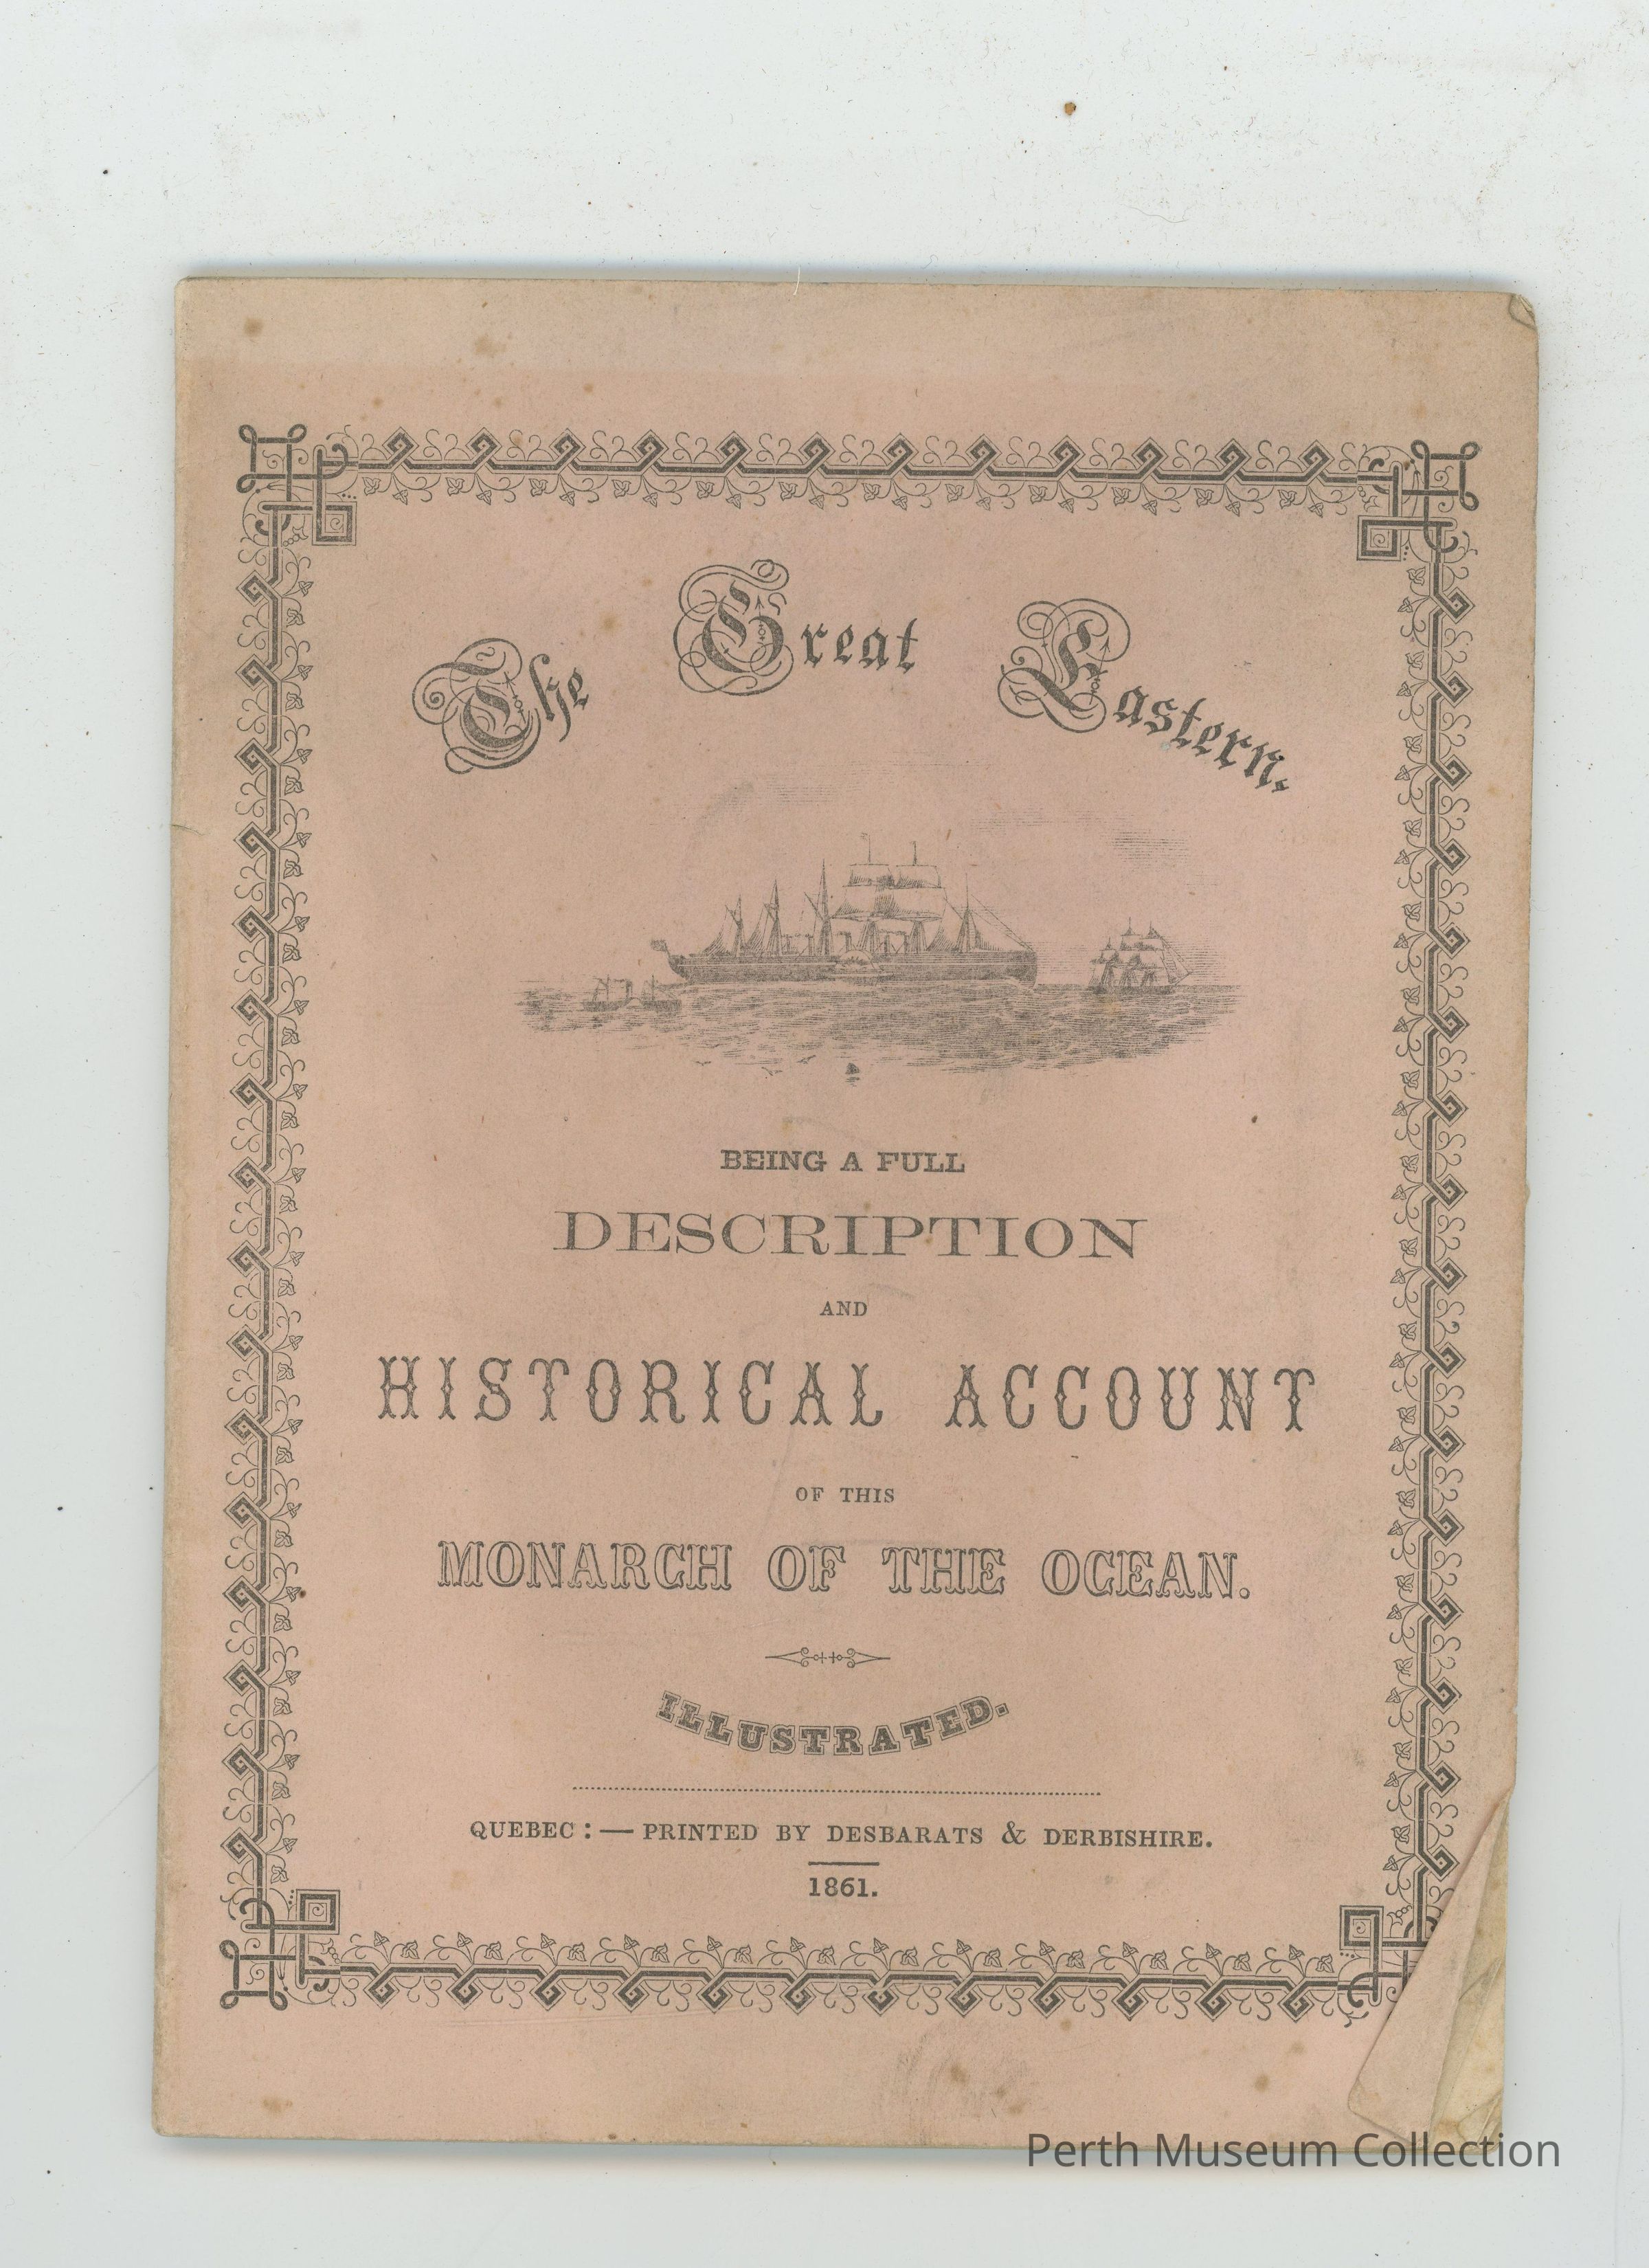 The Great Eastern.
BEING A FULL
DESCRIPTION
AND
HISTORICAL ACCOUNT
OF THIS
MONARCH OF THE OCEAN.
ILLUSTRATED.
QUEBEC:—PRINTED BY DESBARATS & DERBISHIRE.
1861.
Perth Museum Collection